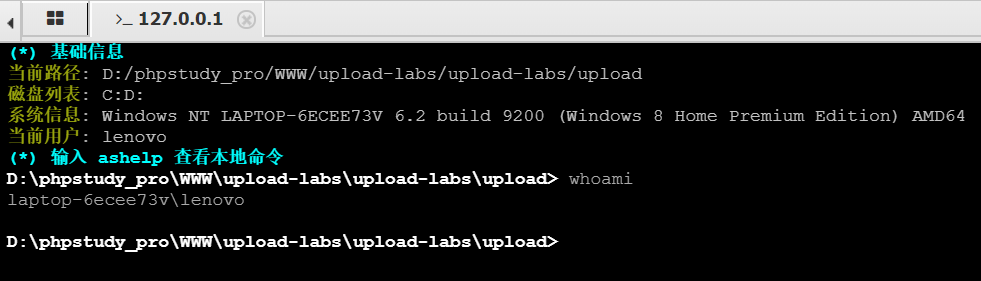 >_ 127.0.0.1
(*) 基础信息
当前路径: D:/phpstudy_pro/WWW/upload-labs/upload-labs/upload
磁盘列表: C:D:
系统信息: Windows NT LAPTOP-6ECEE73V 6.2 build 9200 (Windows 8 Home Premium Edition) AMD64
当前用户: lenovo
(*) 输入 ashelp 查看本地命令
D:\phpstudy_pro\WWW\upload-labs\upload-labs\upload> whoami
laptop-6ecee73v\lenovo
D:\phpstudy_pro\WWW\upload-labs\upload-labs\upload>